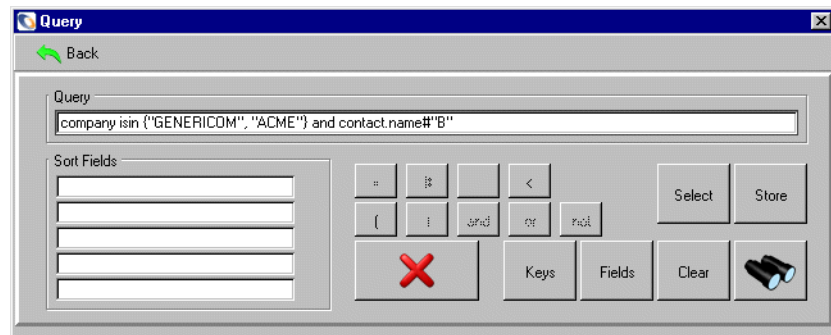 Query
Back
Query
company isin {"GENERICOM", "ACME"} and contact.name#"B"
Sort Fields
= <
( and or not
Select Store
Keys Fields Clear